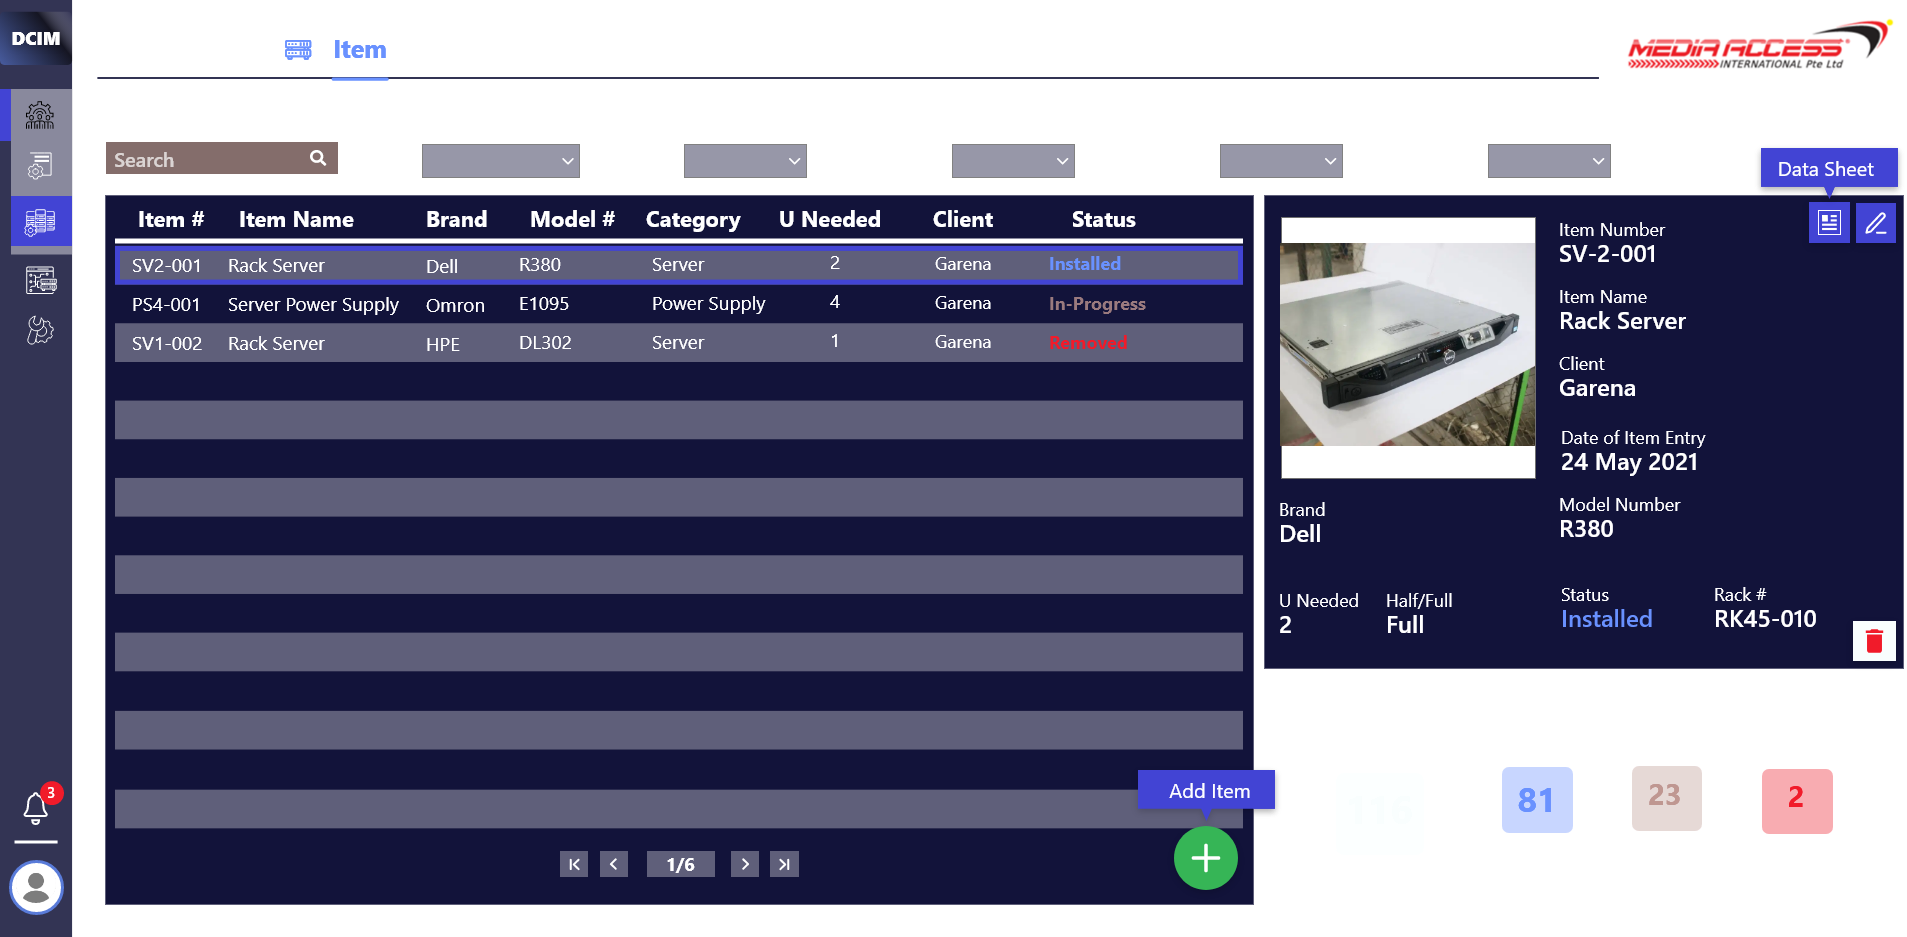 DCIM
Item
MEDIA ACCESS
INTERNATIONAL Pte Ltd
Search
Data Sheet
Item # Item Name Brand Model # Category U Needed Client Status
SV2-001 Rack Server Dell R380 Server 2 Garena Installed
PS4-001 Server Power Supply Omron E1095 Power Supply 4 Garena In-Progress
SV1-002 Rack Server HPE DL302 Server 1 Garena Removed
Add Item
1/6
Item Number
SV-2-001
Item Name
Rack Server
Client
Garena
Date of Item Entry
24 May 2021
Model Number
R380
Brand
Dell
U Needed Half/Full
2 Full
Status Rack #
Installed RK45-010
81 23 2
3